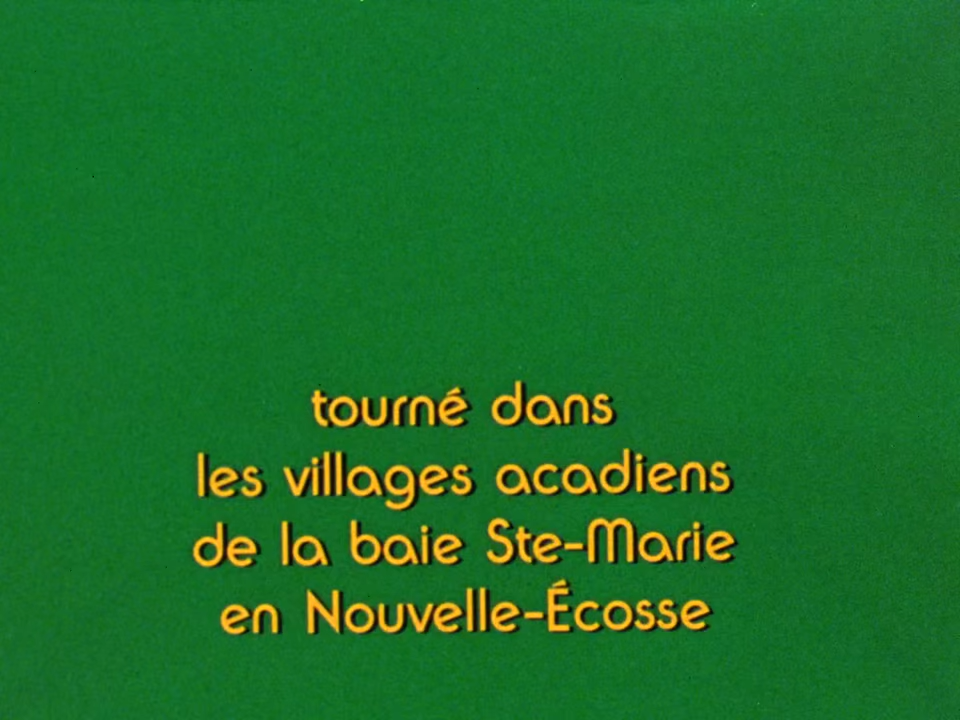 tourné dans
les villages acadiens
de la baie Ste-Marie
en Nouvelle-Écosse